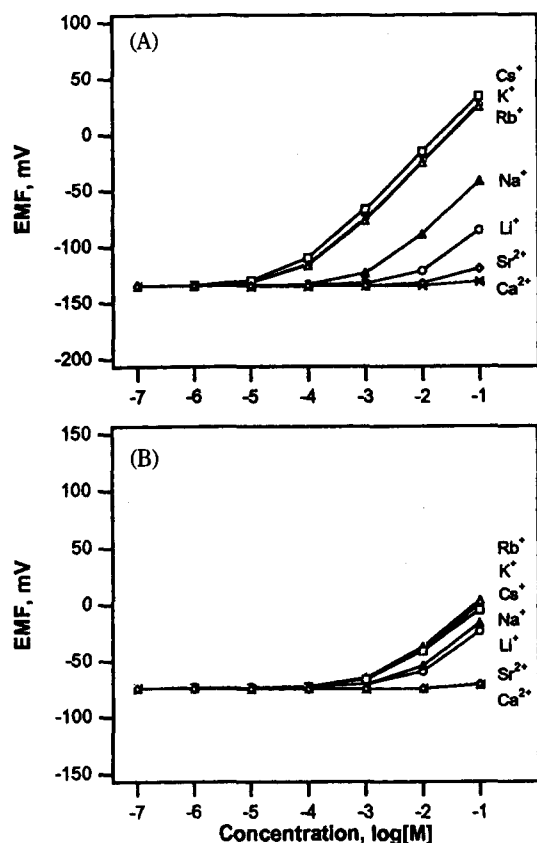 (A)
EMF, mV
100
50
0
-50
-100
-150
-200
Cs⁺
K⁺
Rb⁺
Na⁺
Li⁺
Sr²⁺
Ca²⁺
-7 -6 -5 -4 -3 -2 -1
(B)
EMF, mV
150
100
50
0
-50
-100
-150
Rb⁺
K⁺
Cs⁺
Na⁺
Li⁺
Sr²⁺
Ca²⁺
-7 -6 -5 -4 -3 -2 -1
Concentration, log[M]